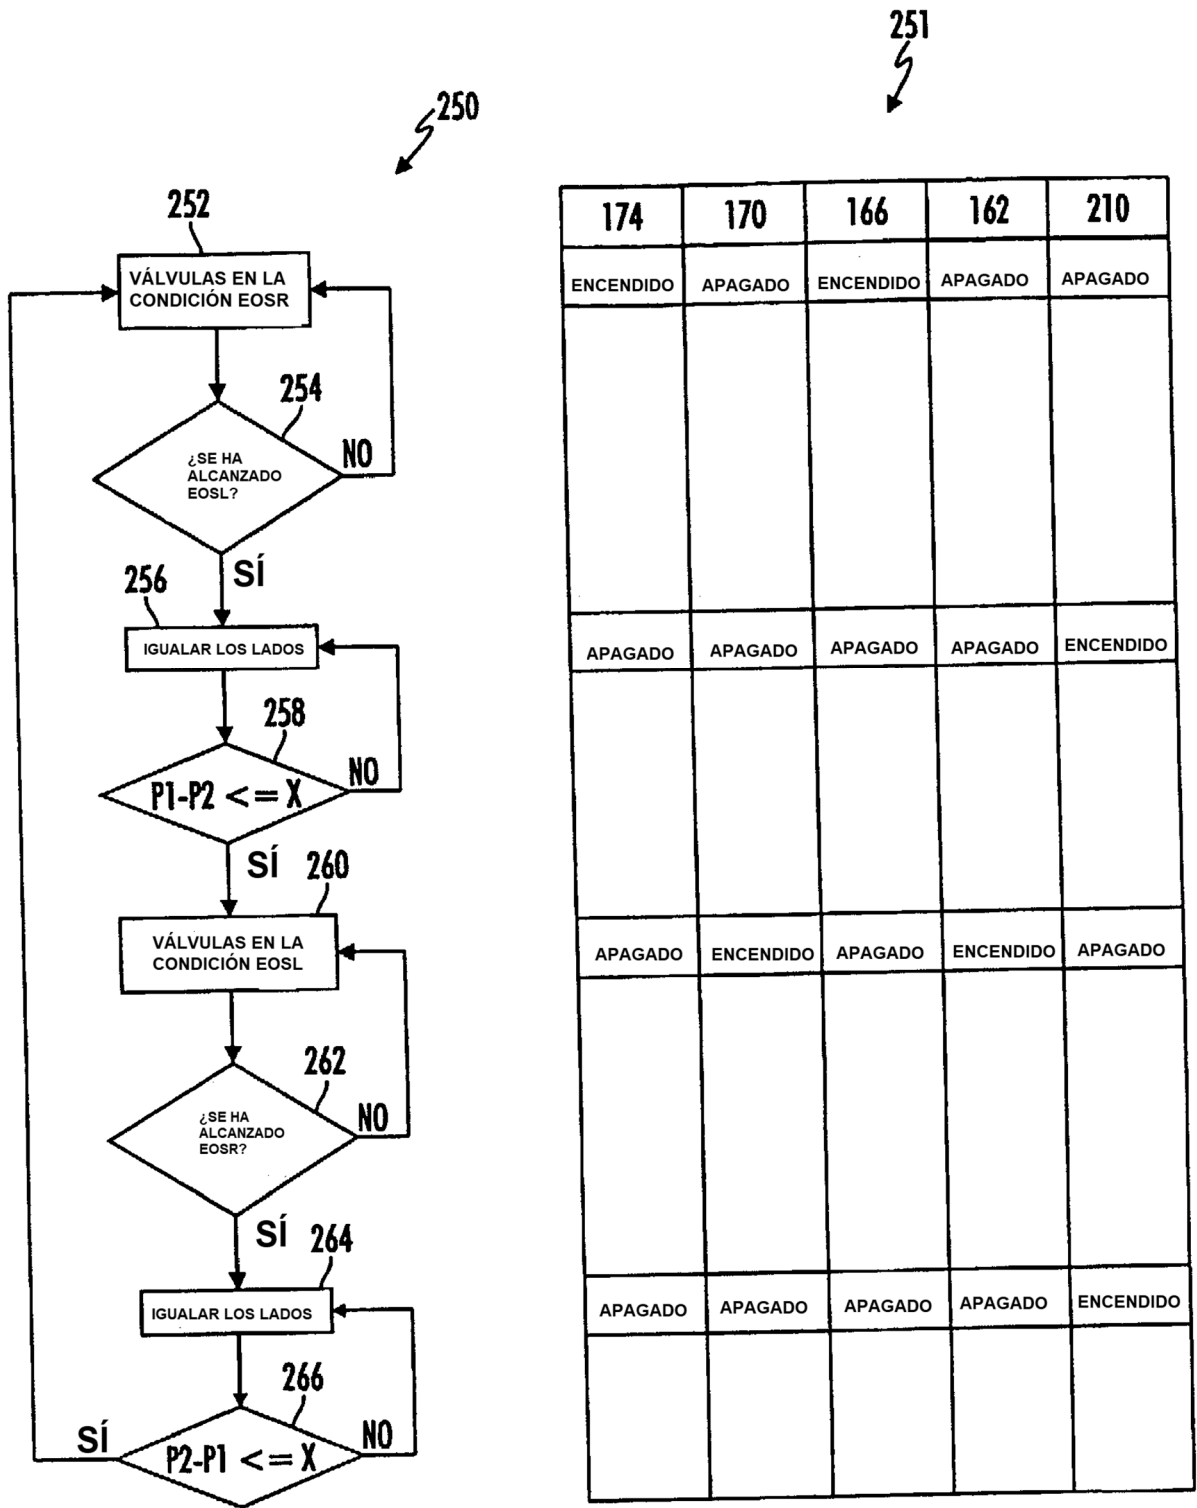 251
250
252
VÁLVULAS EN LA
CONDICIÓN EOSR
254
¿SE HA
ALCANZADO
EOSL?
NO
SÍ
256
IGUALAR LOS LADOS
258
P1-P2 <= X
NO
SÍ
260
VÁLVULAS EN LA
CONDICIÓN EOSL
262
¿SE HA
ALCANZADO
EOSR?
NO
SÍ
264
IGUALAR LOS LADOS
266
P2-P1 <= X
NO
SÍ
174 170 166 162 210
ENCENDIDO APAGADO ENCENDIDO APAGADO APAGADO
APAGADO APAGADO APAGADO APAGADO ENCENDIDO
APAGADO ENCENDIDO APAGADO ENCENDIDO APAGADO
APAGADO APAGADO APAGADO APAGADO ENCENDIDO